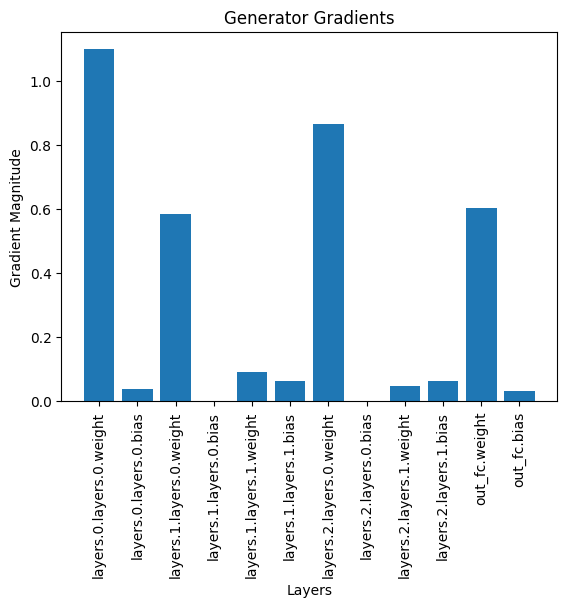 Generator Gradients
Gradient Magnitude
1.0
0.8
0.6
0.4
0.2
0.0
layers.0.layers.0.weight
layers.0.layers.0.bias
layers.1.layers.0.weight
layers.1.layers.0.bias
layers.1.layers.1.weight
layers.1.layers.1.bias
layers.2.layers.0.weight
layers.2.layers.0.bias
layers.2.layers.1.weight
layers.2.layers.1.bias
out_fc.weight
out_fc.bias
Layers